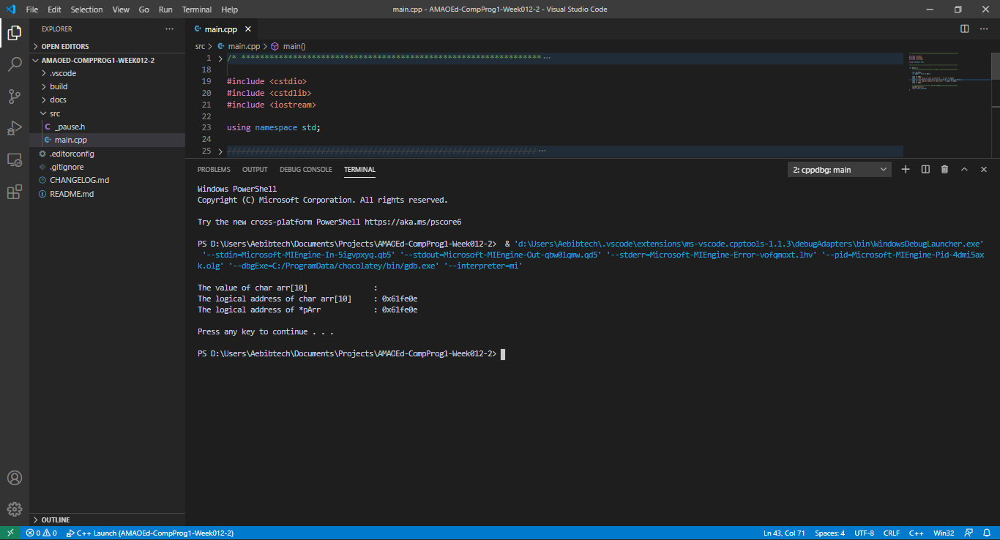 File Edit Selection View Go Run Terminal Help
main.cpp - AMAOEd-CompProg1-Week012-2 - Visual Studio Code
EXPLORER
OPEN EDITORS
AMAOED-COMPPROG1-WEEK012-2
.vscode
build
docs
src
C _pause.h
main.cpp
.editorconfig
.gitignore
CHANGELOG.md
README.md
OUTLINE
main.cpp
src > main.cpp > main()
1 /*
18
19 #include <cstdio>
20 #include <cstdlib>
21 #include <iostream>
22
23 using namespace std;
24
25
PROBLEMS OUTPUT DEBUG CONSOLE TERMINAL
2: cppdbg: main
Windows PowerShell
Copyright (C) Microsoft Corporation. All rights reserved.
Try the new cross-platform PowerShell https://aka.ms/pscore6
PS D:\Users\Aebibtech\Documents\Projects\AMAOEd-CompProg1-Week012-2>  & 'd:\Users\Aebibtech\.vscode\extensions\ms-vscode.cpptools-1.1.3\debugAdapters\bin\WindowsDebugLauncher.exe'
'--stdin=Microsoft-MIEngine-In-5igvpxyq.qb5' '--stdout=Microsoft-MIEngine-Out-qbw0lqmw.qd5' '--stderr=Microsoft-MIEngine-Error-vofqmoxt.lhv' '--pid=Microsoft-MIEngine-Pid-4dmi5ax
k.olg' '--dbgExe=C:/ProgramData/chocolatey/bin/gdb.exe' '--interpreter=mi'
The value of char arr[10] :
The logical address of char arr[10] : 0x61fe0e
The logical address of *pArr : 0x61fe0e
Press any key to continue . . .
PS D:\Users\Aebibtech\Documents\Projects\AMAOEd-CompProg1-Week012-2>
0 0 C++ Launch (AMAOEd-CompProg1-Week012-2)
Ln 43, Col 71 Spaces: 4 UTF-8 CRLF C++ Win32